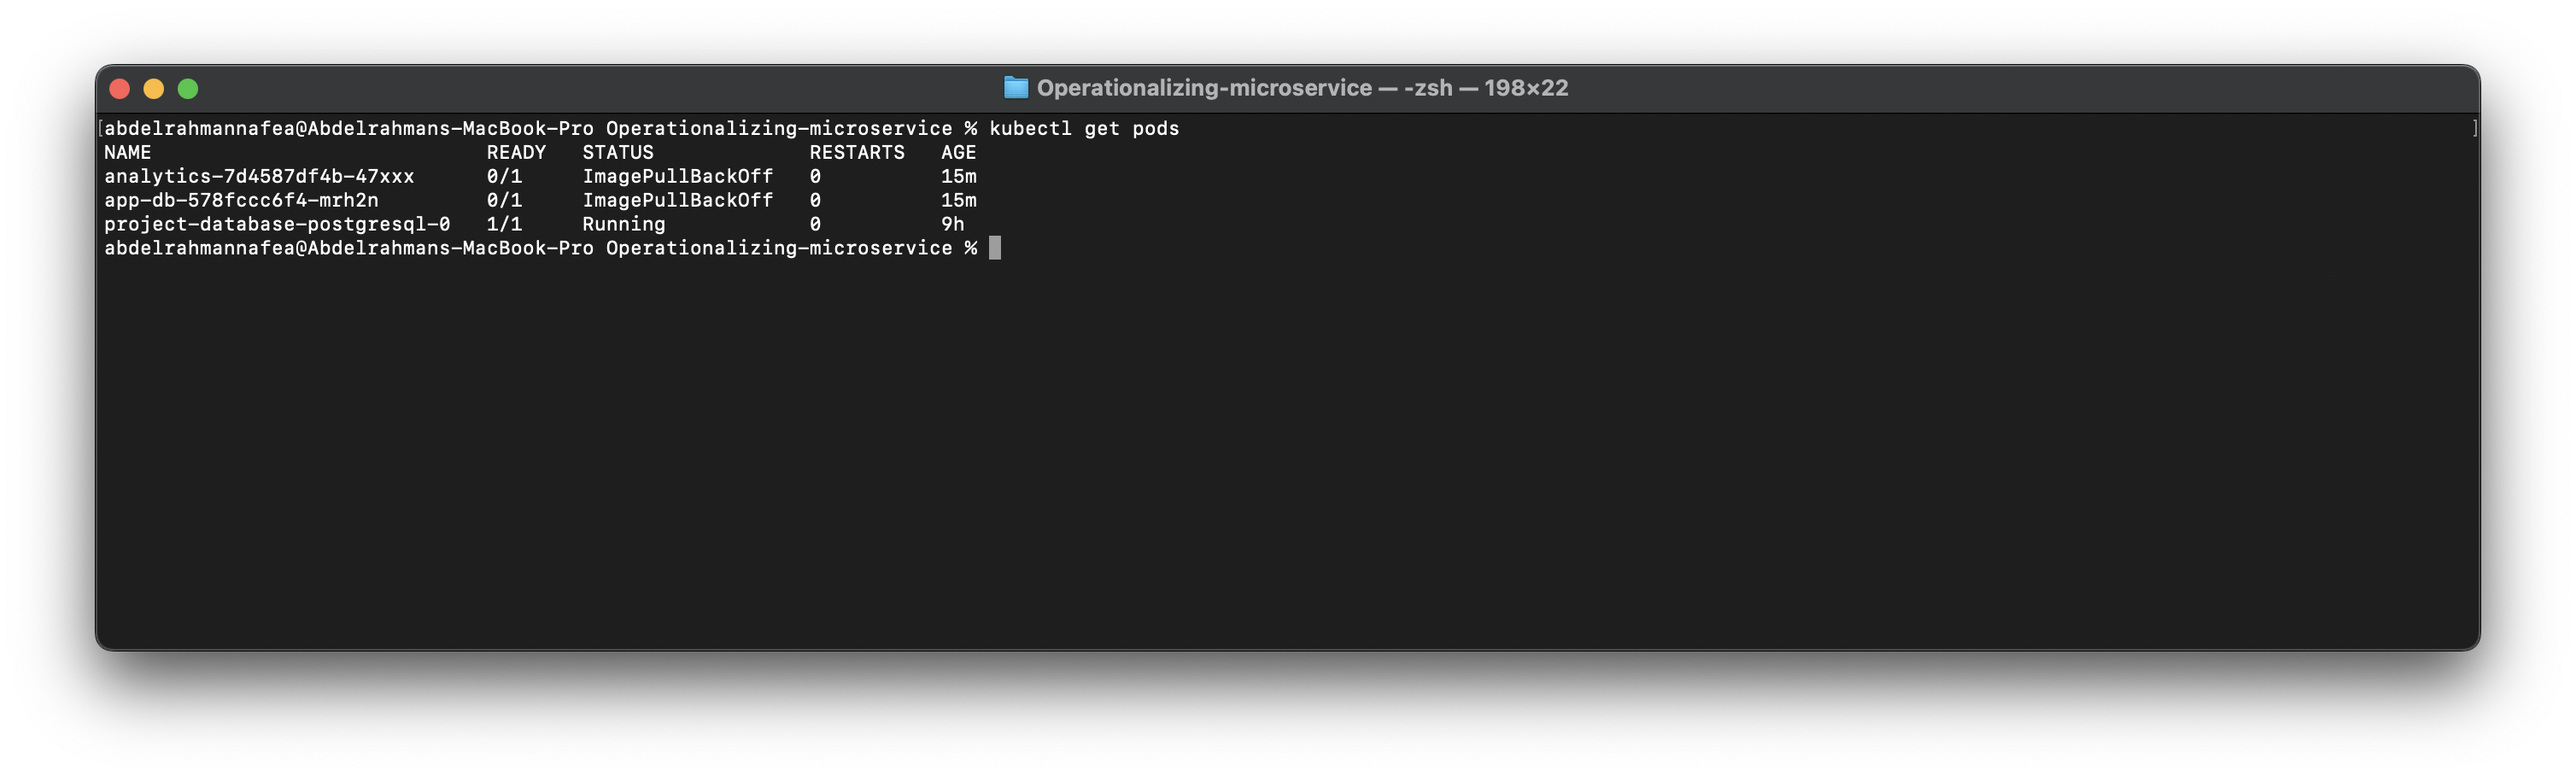 Operationalizing-microservice — -zsh — 198×22
[abdelrahmannafea@Abdelrahmans-MacBook-Pro Operationalizing-microservice % kubectl get pods ]
NAME READY STATUS RESTARTS AGE
analytics-7d4587df4b-47xxx 0/1 ImagePullBackOff 0 15m
app-db-578fccc6f4-mrh2n 0/1 ImagePullBackOff 0 15m
project-database-postgresql-0 1/1 Running 0 9h
abdelrahmannafea@Abdelrahmans-MacBook-Pro Operationalizing-microservice %